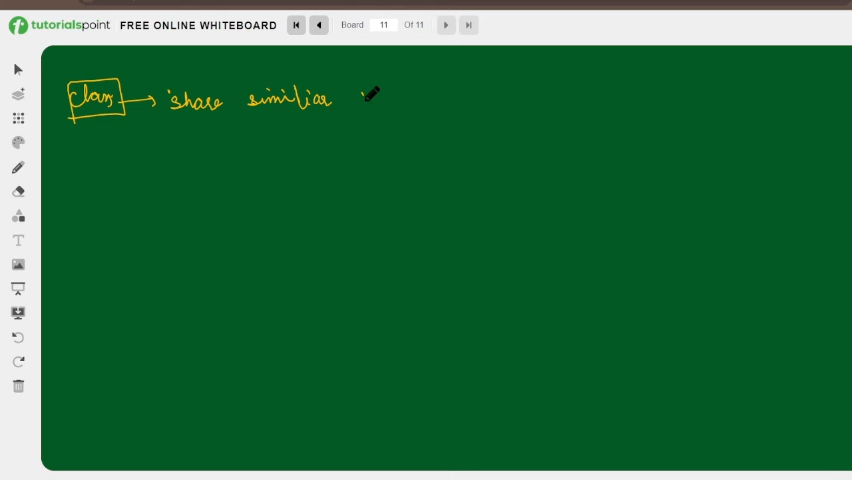 tutorialspoint FREE ONLINE WHITEBOARD Board 11 Of 11
class → share similiar